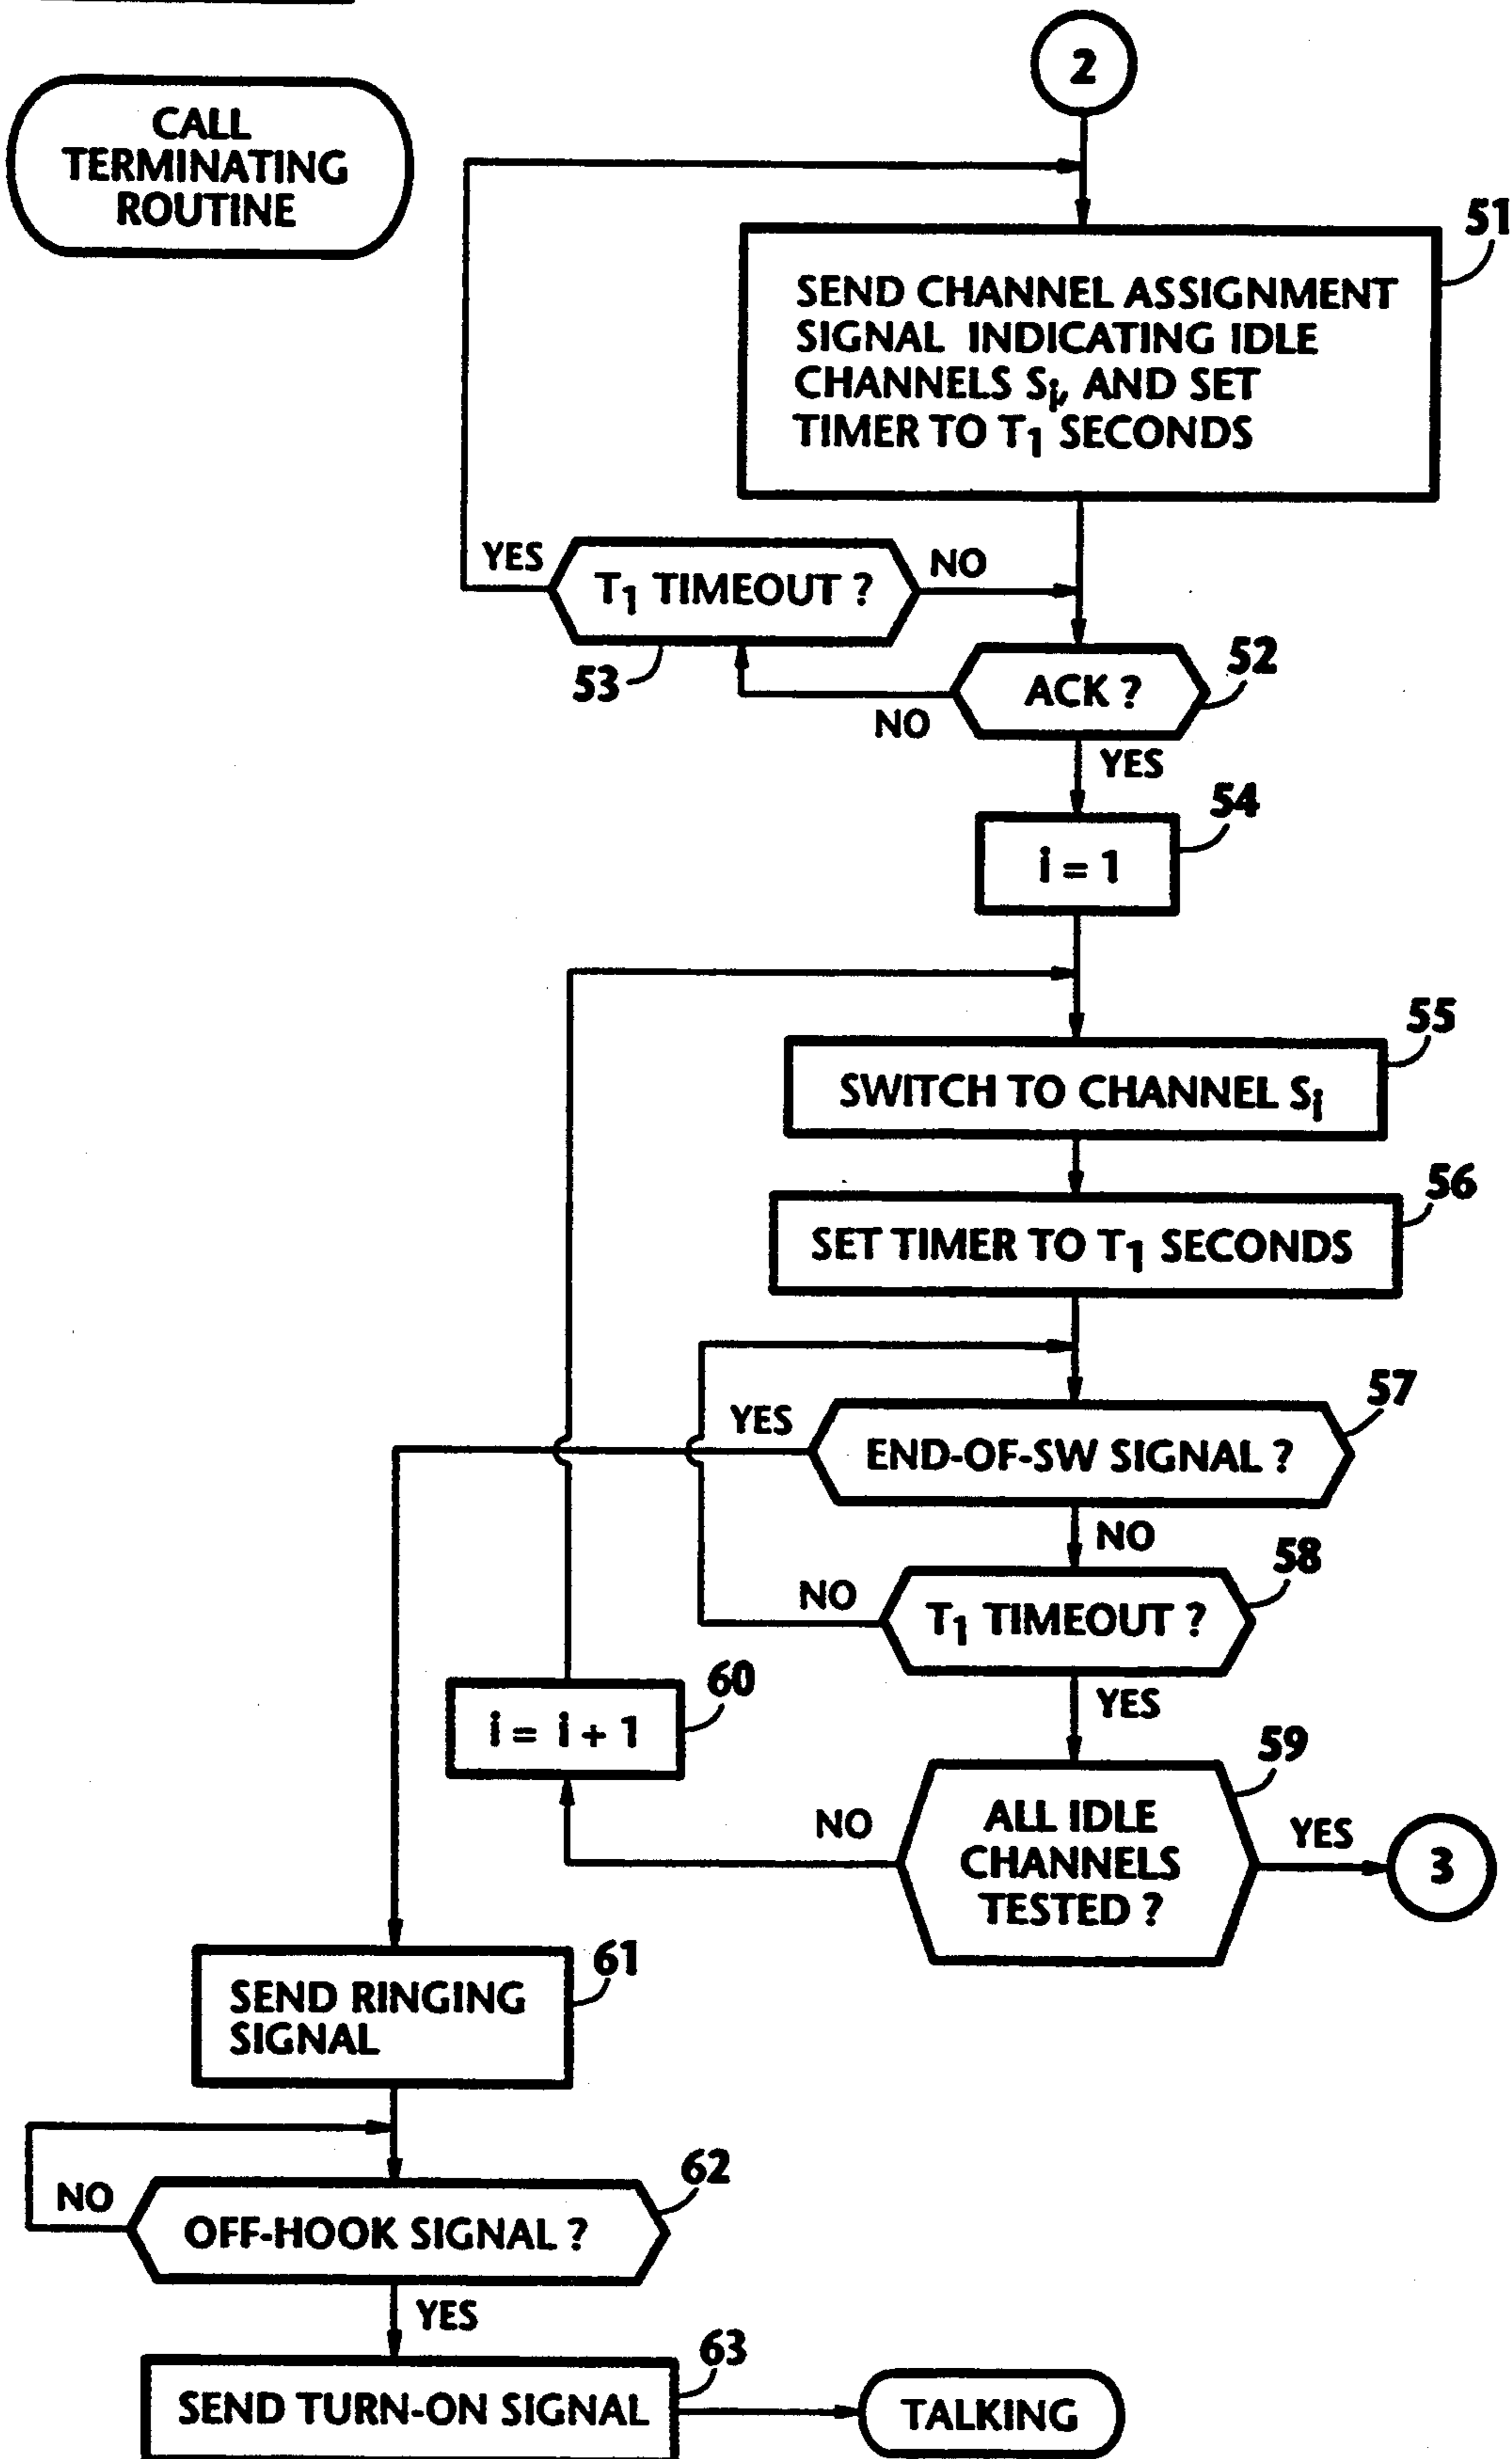 2
CALL
TERMINATING
ROUTINE
51
SEND CHANNEL ASSIGNMENT
SIGNAL INDICATING IDLE
CHANNELS Si, AND SET
TIMER TO T1 SECONDS
YES
T1 TIMEOUT ?
NO
53
ACK ?
52
NO
YES
54
i = 1
55
SWITCH TO CHANNEL Si
56
SET TIMER TO T1 SECONDS
57
YES
END-OF-SW SIGNAL ?
NO
58
NO
T1 TIMEOUT ?
YES
60
i = i + 1
59
NO
ALL IDLE
CHANNELS
TESTED ?
YES
3
61
SEND RINGING
SIGNAL
62
NO
OFF-HOOK SIGNAL ?
YES
63
SEND TURN-ON SIGNAL
TALKING